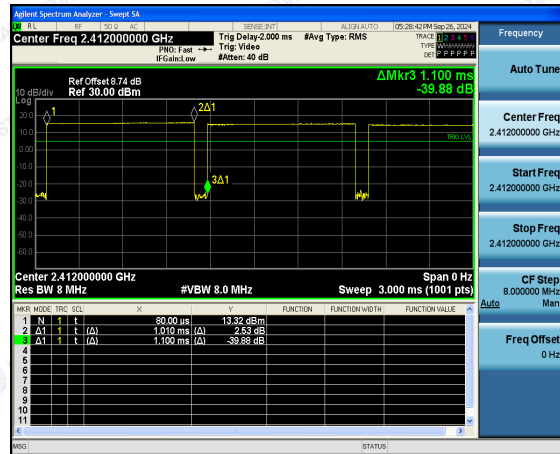 Agilent Spectrum Analyzer - Swept SA
RL RF 50 Ω AC SENSE:INT ALIGN AUTO 05:28:42 PM Sep 26, 2024
Center Freq 2.412000000 GHz
PNO: Fast
IFGain:Low
Trig Delay-2.000 ms
Trig: Video
#Atten: 40 dB
#Avg Type: RMS
TRACE 1 2 3 4 5 6
TYPE WWWWWW
DET P P P P P P
Ref Offset 8.74 dB
10 dB/div Ref 30.00 dBm
ΔMkr3 1.100 ms
-39.88 dB
Log
20.0
10.0
0.00
-10.0
-20.0
-30.0
-40.0
-50.0
-60.0
1
2Δ1
3Δ1
TRIG LVL
Center 2.412000000 GHz Span 0 Hz
Res BW 8 MHz #VBW 8.0 MHz Sweep 3.000 ms (1001 pts)
MKR MODE TRC SCL X Y FUNCTION FUNCTION WIDTH FUNCTION VALUE
1 N 1 t 80.00 µs 13.32 dBm
2 Δ1 1 t (Δ) 1.010 ms (Δ) 2.53 dB
3 Δ1 1 t (Δ) 1.100 ms (Δ) -39.88 dB
4
5
6
7
8
9
10
11
MSG STATUS
Frequency
Auto Tune
Center Freq
2.412000000 GHz
Start Freq
2.412000000 GHz
Stop Freq
2.412000000 GHz
CF Step
8.000000 MHz
Auto Man
Freq Offset
0 Hz